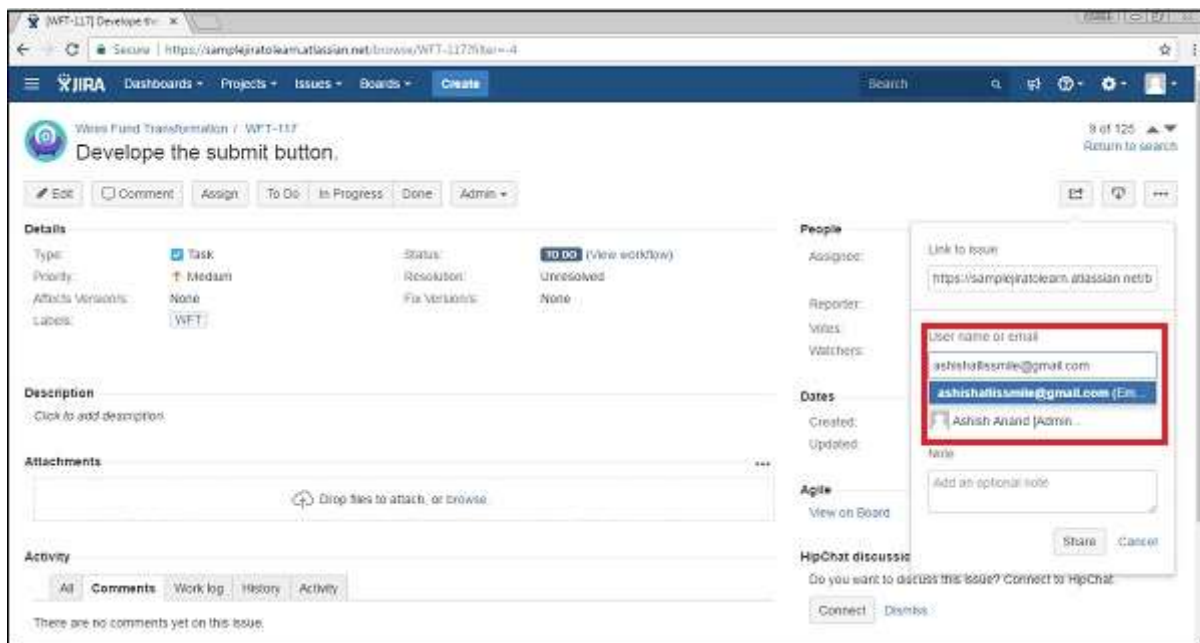 [WFT-117] Develope the
Secure | https://samplejiratolearn.atlassian.net/browse/WFT-117?filter=-4
JIRA Dashboards Projects Issues Boards Create Search
Wires Fund Transformation / WFT-117
Develope the submit button.
9 of 125
Return to search
Edit Comment Assign To Do In Progress Done Admin
Details
Type: Task
Status: TO DO (View workflow)
Priority: Medium
Resolution: Unresolved
Affects Version/s: None
Fix Version/s: None
Labels: WFT
Description
Click to add description
Attachments
Drop files to attach, or browse.
Activity
All Comments Work log History Activity
There are no comments yet on this issue.
People
Assignee:
Reporter:
Votes:
Watchers:
Dates
Created:
Updated:
Agile
View on Board
HipChat discussio
Do you want to discuss this issue? Connect to HipChat.
Connect Dismiss
Link to issue
https://samplejiratolearn.atlassian.net/b
User name or email
ashishallissmile@gmail.com
ashishallissmile@gmail.com (Em...
Ashish Anand [Admin...
Note
Add an optional note
Share Cancel